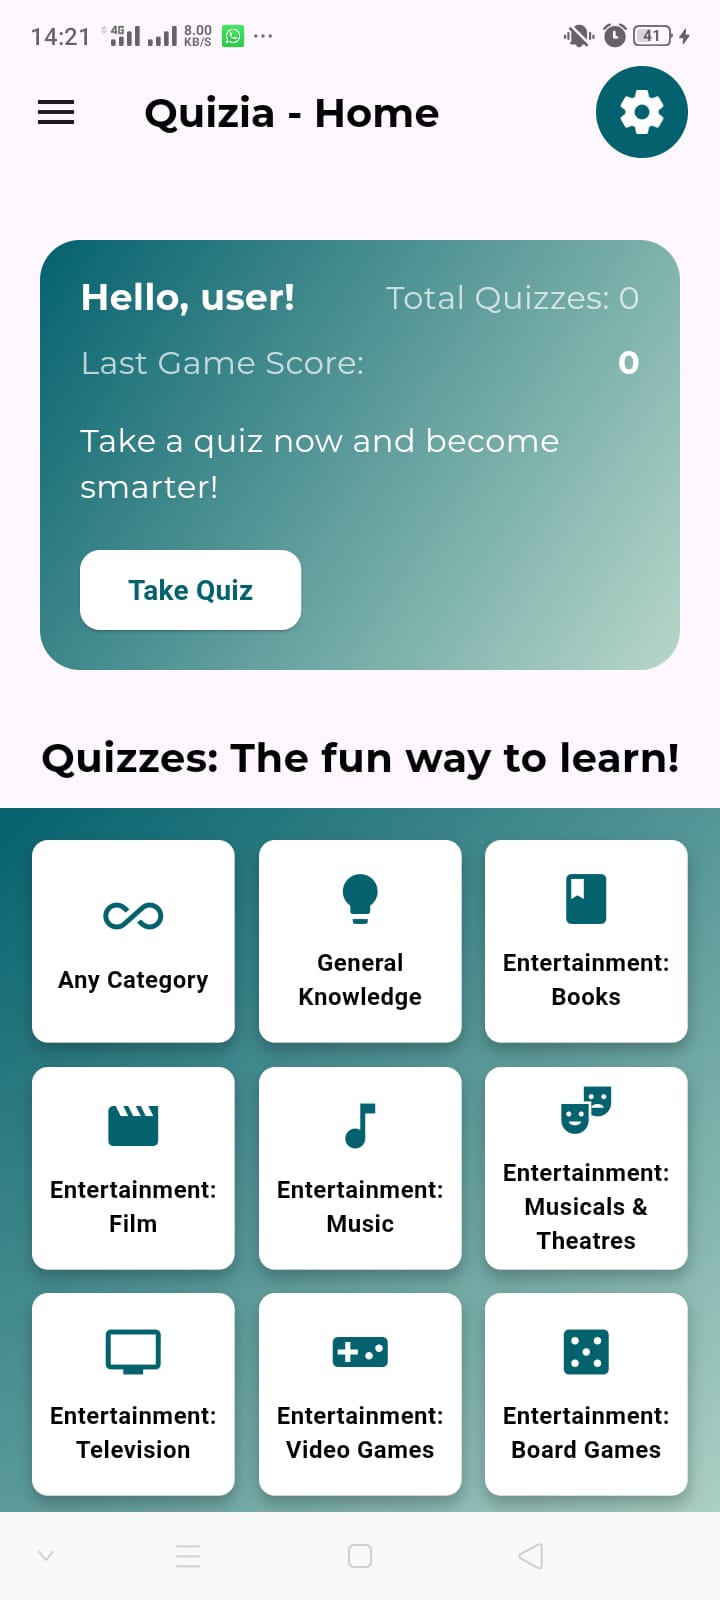 14:21 4G 8.00 KB/S 41
Quizia - Home
Hello, user! Total Quizzes: 0
Last Game Score: 0
Take a quiz now and become
smarter!
Take Quiz
Quizzes: The fun way to learn!
Any Category
General
Knowledge
Entertainment:
Books
Entertainment:
Film
Entertainment:
Music
Entertainment:
Musicals &
Theatres
Entertainment:
Television
Entertainment:
Video Games
Entertainment:
Board Games